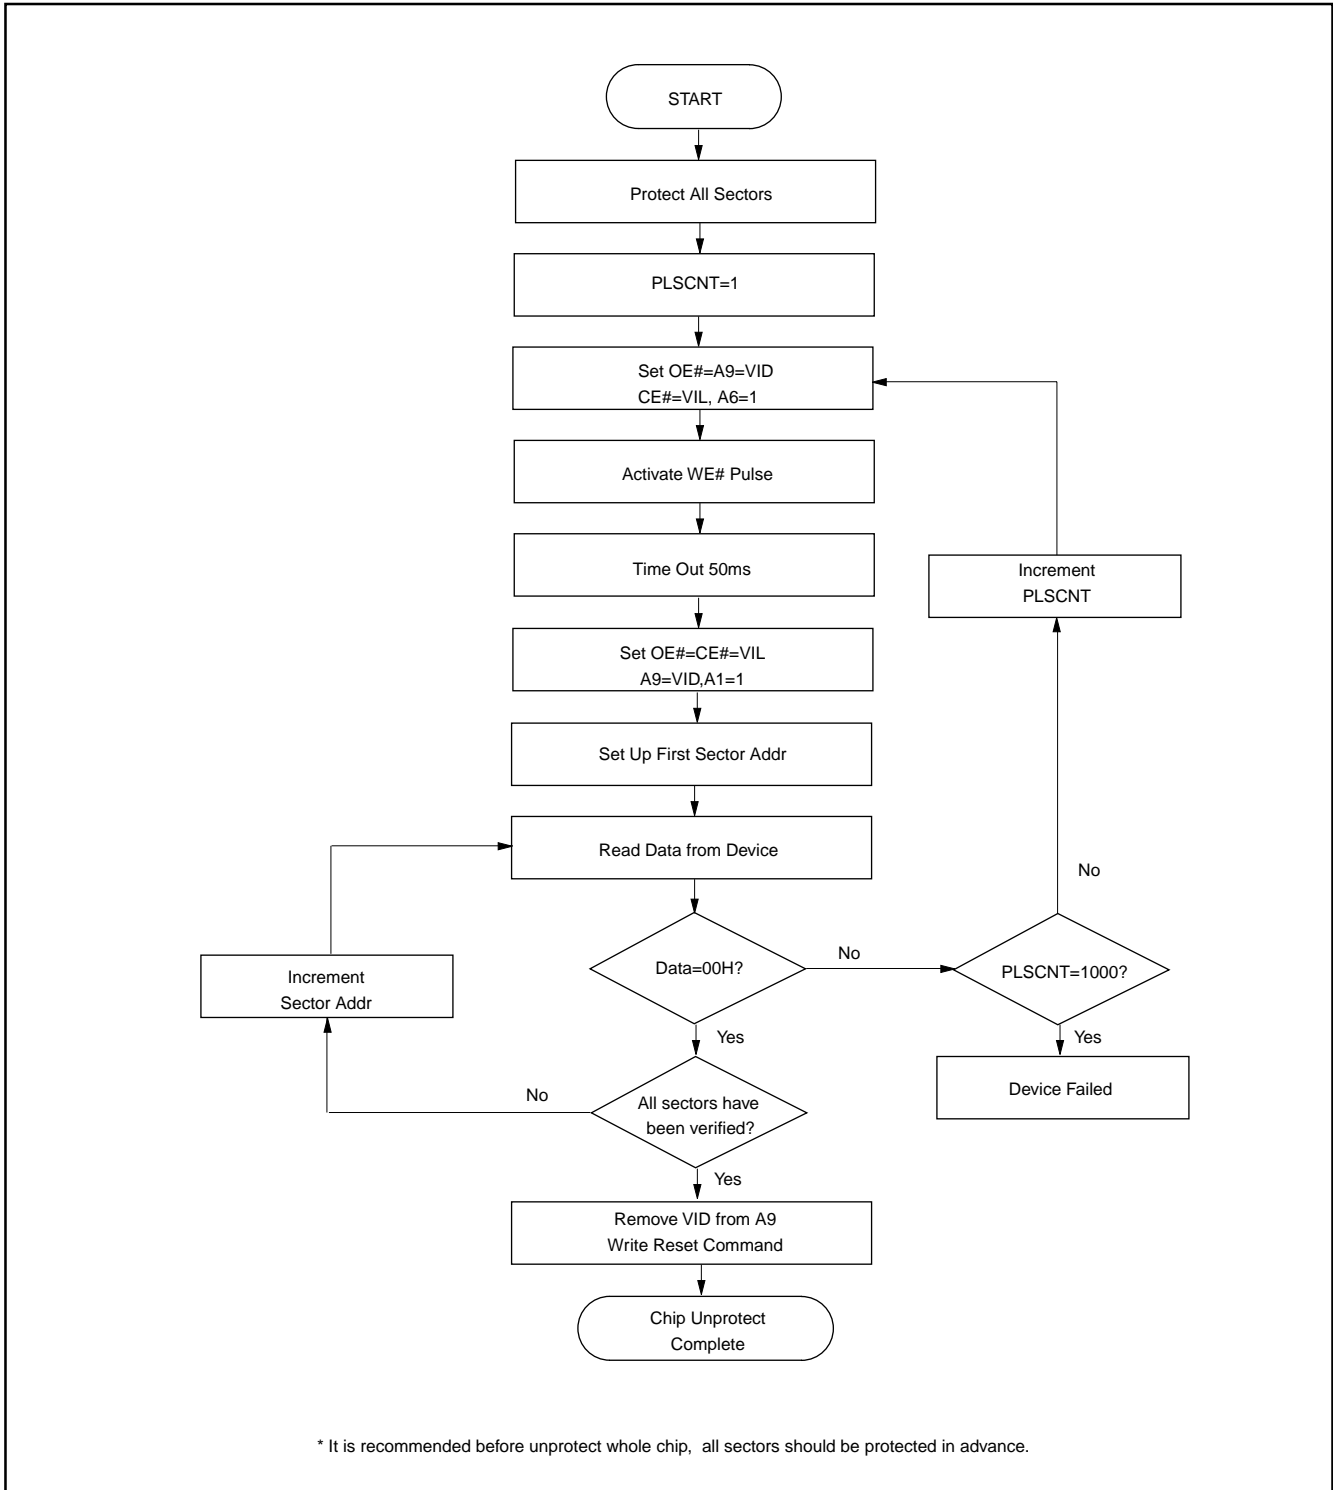 START
Protect All Sectors
PLSCNT=1
Set OE#=A9=VID
CE#=VIL, A6=1
Activate WE# Pulse
Time Out 50ms
Increment
PLSCNT
Set OE#=CE#=VIL
A9=VID,A1=1
Set Up First Sector Addr
Read Data from Device
No
Increment
Sector Addr
Data=00H?
No
PLSCNT=1000?
Yes
Yes
No
All sectors have
been verified?
Device Failed
Yes
Remove VID from A9
Write Reset Command
Chip Unprotect
Complete
* It is recommended before unprotect whole chip, all sectors should be protected in advance.